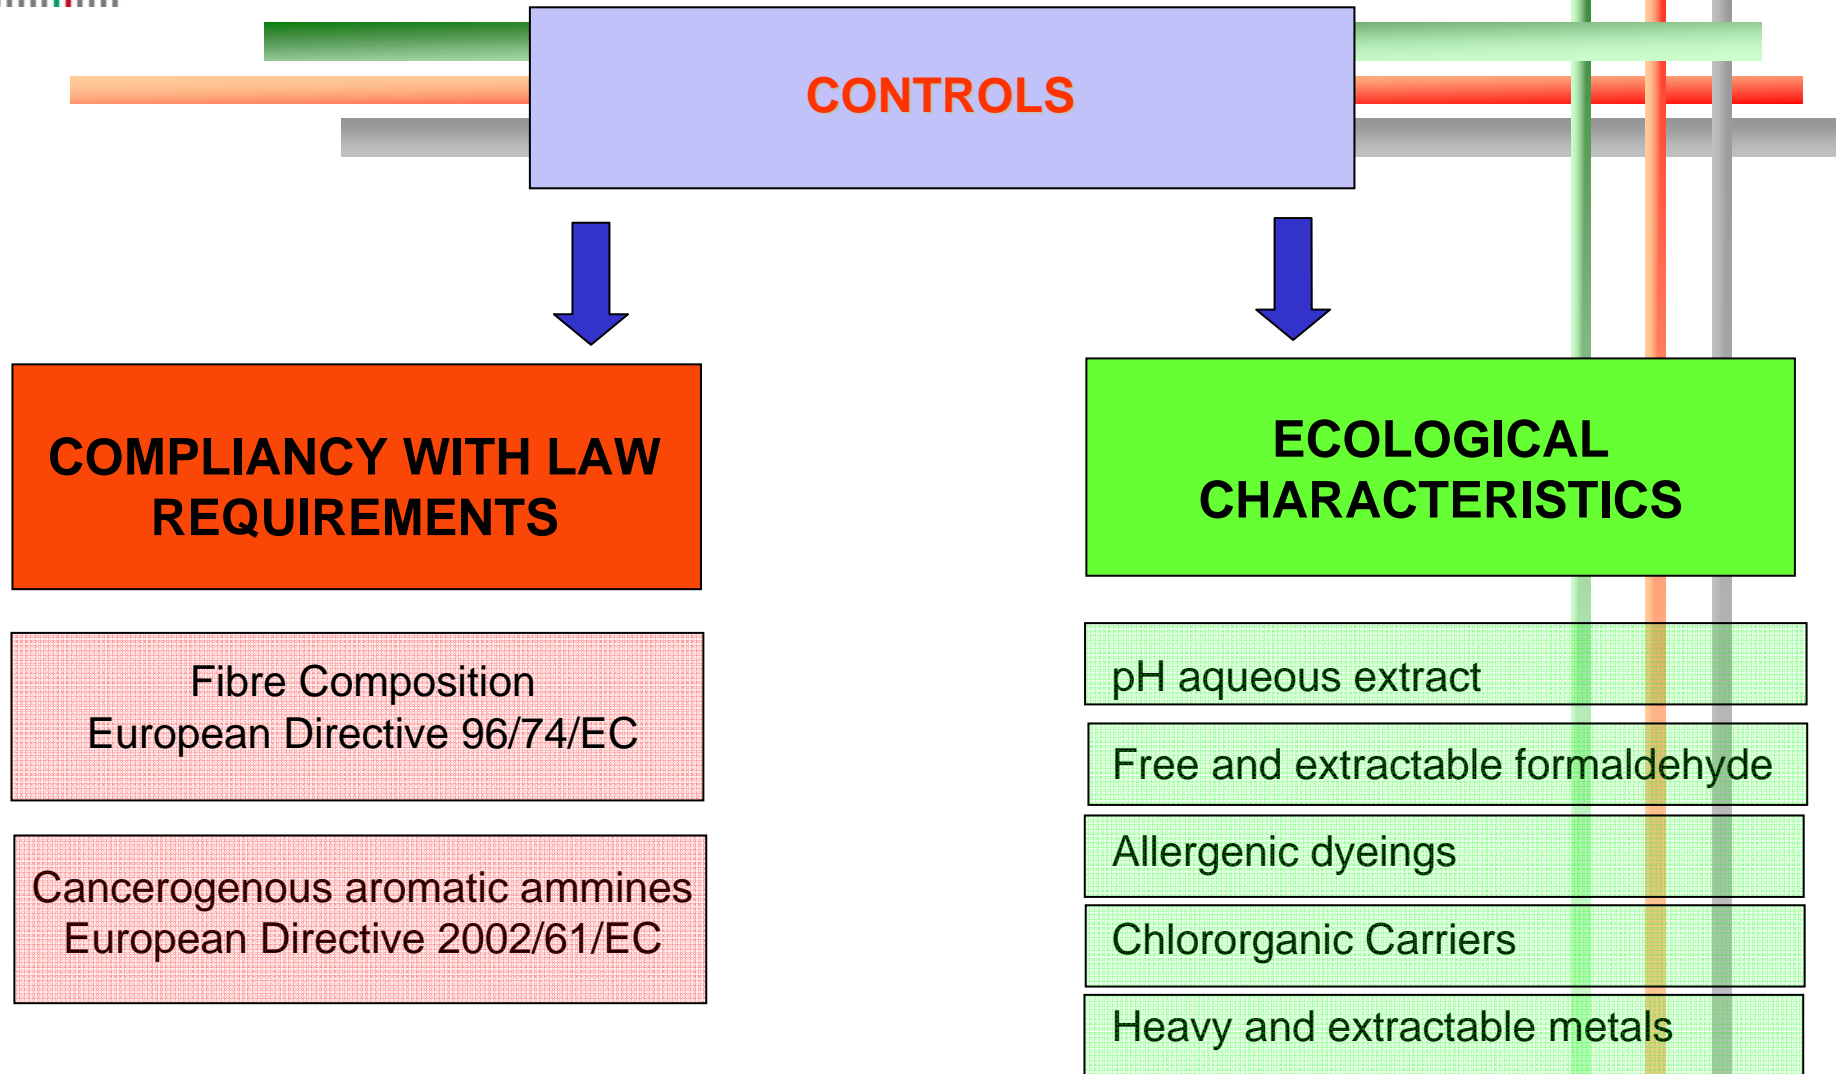 CONTROLS
COMPLIANCY WITH LAW
REQUIREMENTS
Fibre Composition
European Directive 96/74/EC
Cancerogenous aromatic ammines
European Directive 2002/61/EC
ECOLOGICAL
CHARACTERISTICS
pH aqueous extract
Free and extractable formaldehyde
Allergenic dyeings
Chlororganic Carriers
Heavy and extractable metals